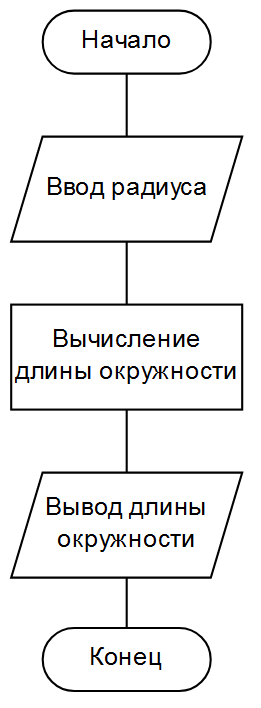 Начало
Ввод радиуса
Вычисление
длины окружности
Вывод длины
окружности
Конец